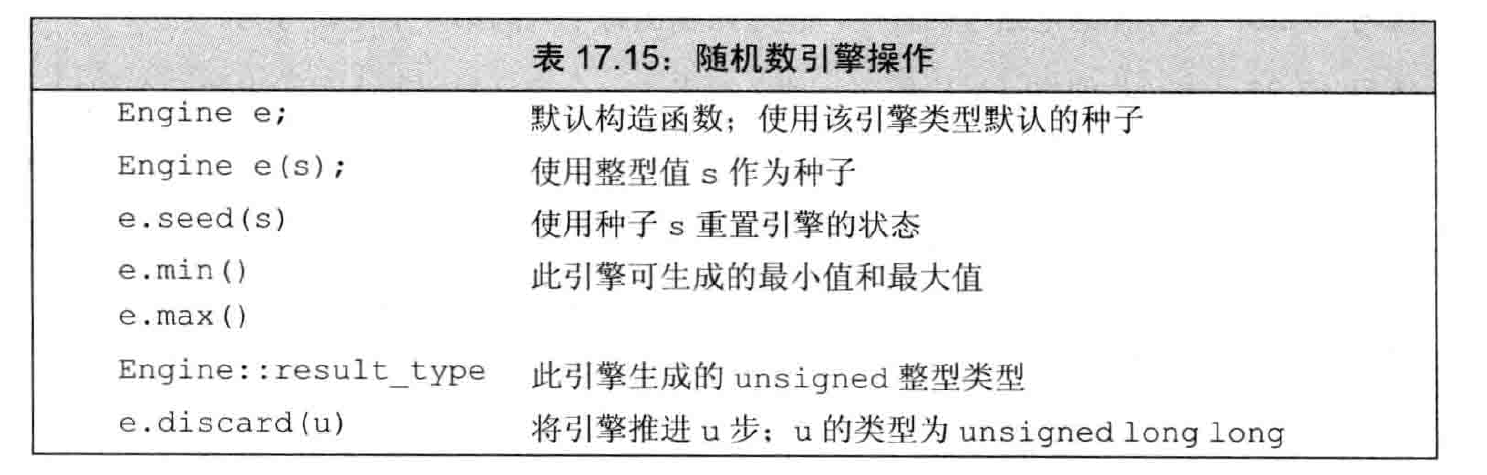 表 17.15：随机数引擎操作
Engine e; 默认构造函数；使用该引擎类型默认的种子
Engine e(s); 使用整型值 s 作为种子
e.seed(s) 使用种子 s 重置引擎的状态
e.min() 此引擎可生成的最小值和最大值
e.max()
Engine::result_type 此引擎生成的 unsigned 整型类型
e.discard(u) 将引擎推进 u 步；u 的类型为 unsigned long long